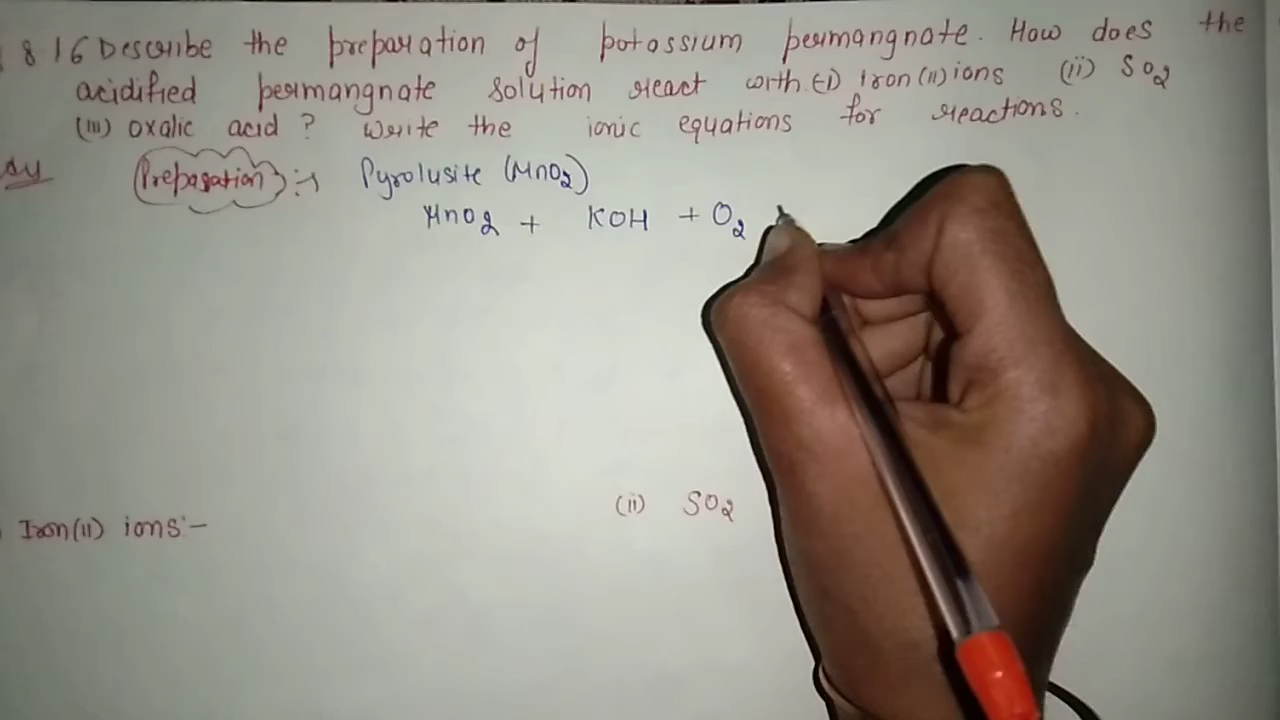 8 16 Describe the preparation of potossium permangnate. How does the
acidified permangnate solution react with (I) iron (II) ions (ii) SO2
(III) oxalic acid ? Write the ionic equations for reactions.
Preparation :→ Pyrolusite (MnO2)
MnO2 + KOH + O2
Iron(II) ions:-
(ii) SO2